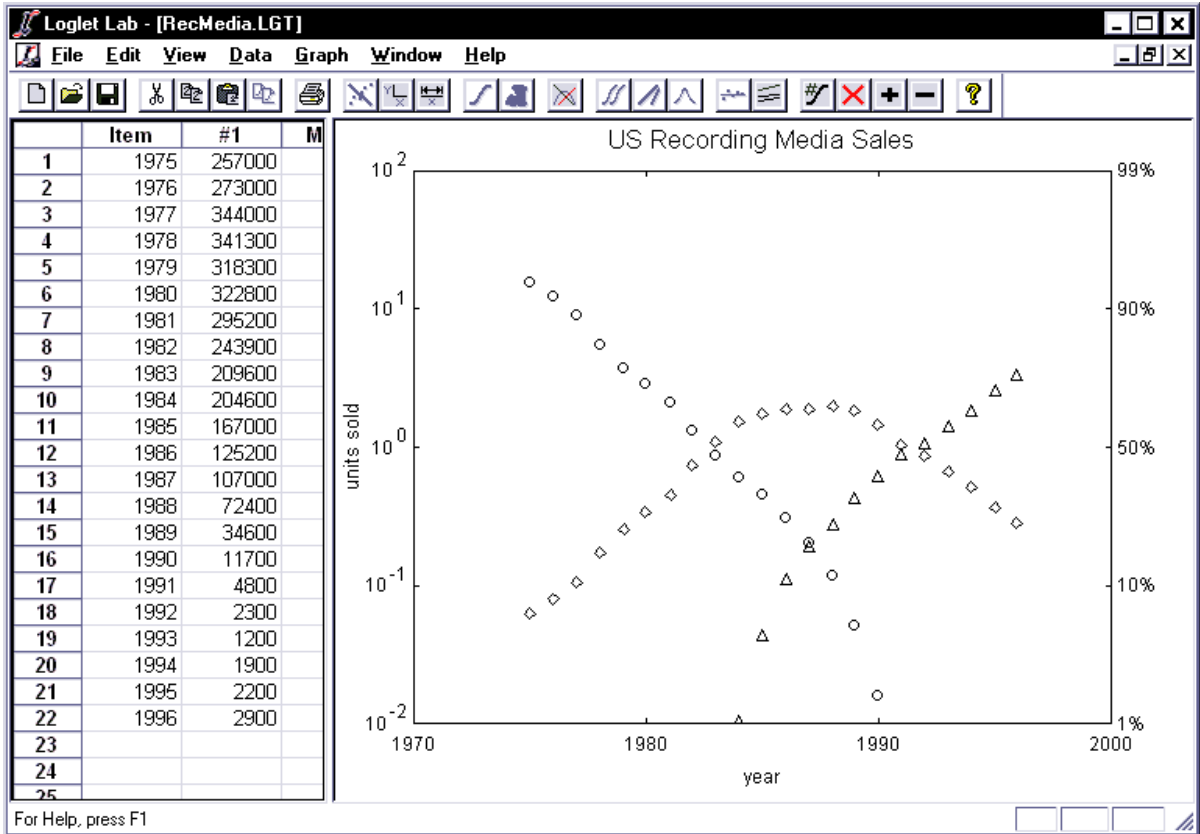 Loglet Lab - [RecMedia.LGT]
File Edit View Data Graph Window Help
Item #1 M
1 1975 257000
2 1976 273000
3 1977 344000
4 1978 341300
5 1979 318300
6 1980 322800
7 1981 295200
8 1982 243900
9 1983 209600
10 1984 204600
11 1985 167000
12 1986 125200
13 1987 107000
14 1988 72400
15 1989 34600
16 1990 11700
17 1991 4800
18 1992 2300
19 1993 1200
20 1994 1900
21 1995 2200
22 1996 2900
23
24
25
US Recording Media Sales
10^2 99%
10^1 90%
10^0 50%
10^-1 10%
10^-2 1%
units sold
1970 1980 1990 2000
year
For Help, press F1